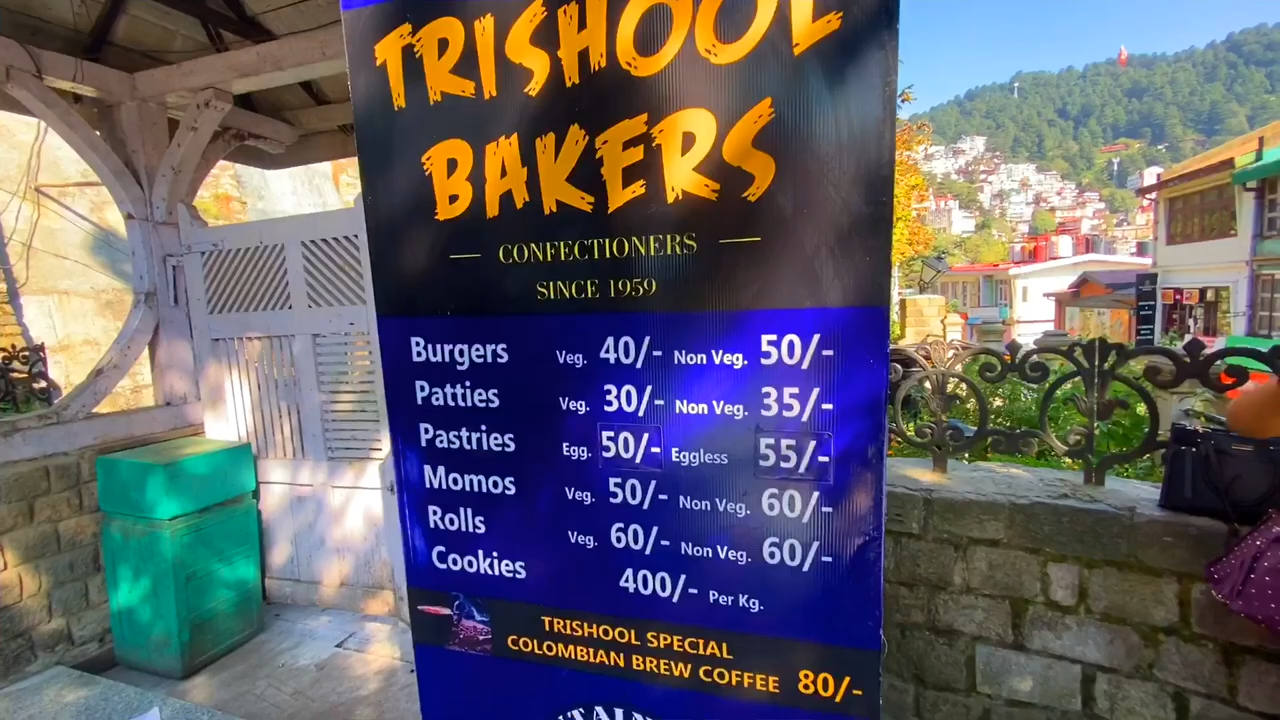 TRISHOOL
BAKERS
— CONFECTIONERS —
SINCE 1959
Burgers Veg. 40/- Non Veg. 50/-
Patties Veg. 30/- Non Veg. 35/-
Pastries Egg. 50/- Eggless 55/-
Momos Veg. 50/- Non Veg. 60/-
Rolls Veg. 60/- Non Veg. 60/-
Cookies 400/- Per Kg.
TRISHOOL SPECIAL
COLOMBIAN BREW COFFEE 80/-